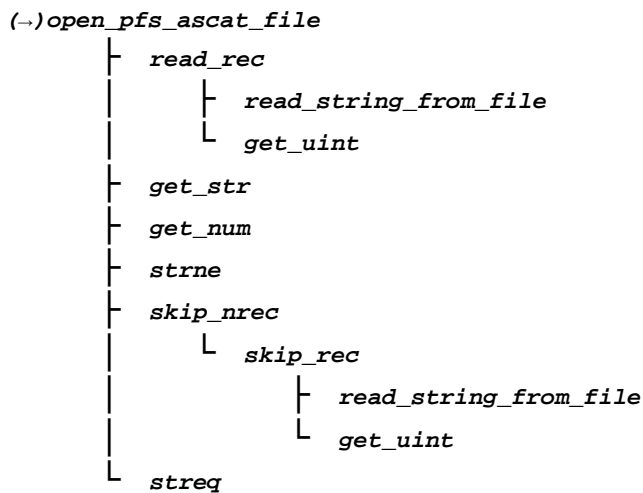 (→)open_pfs_ascat_file
read_rec
read_string_from_file
get_uint
get_str
get_num
strne
skip_nrec
skip_rec
read_string_from_file
get_uint
streq